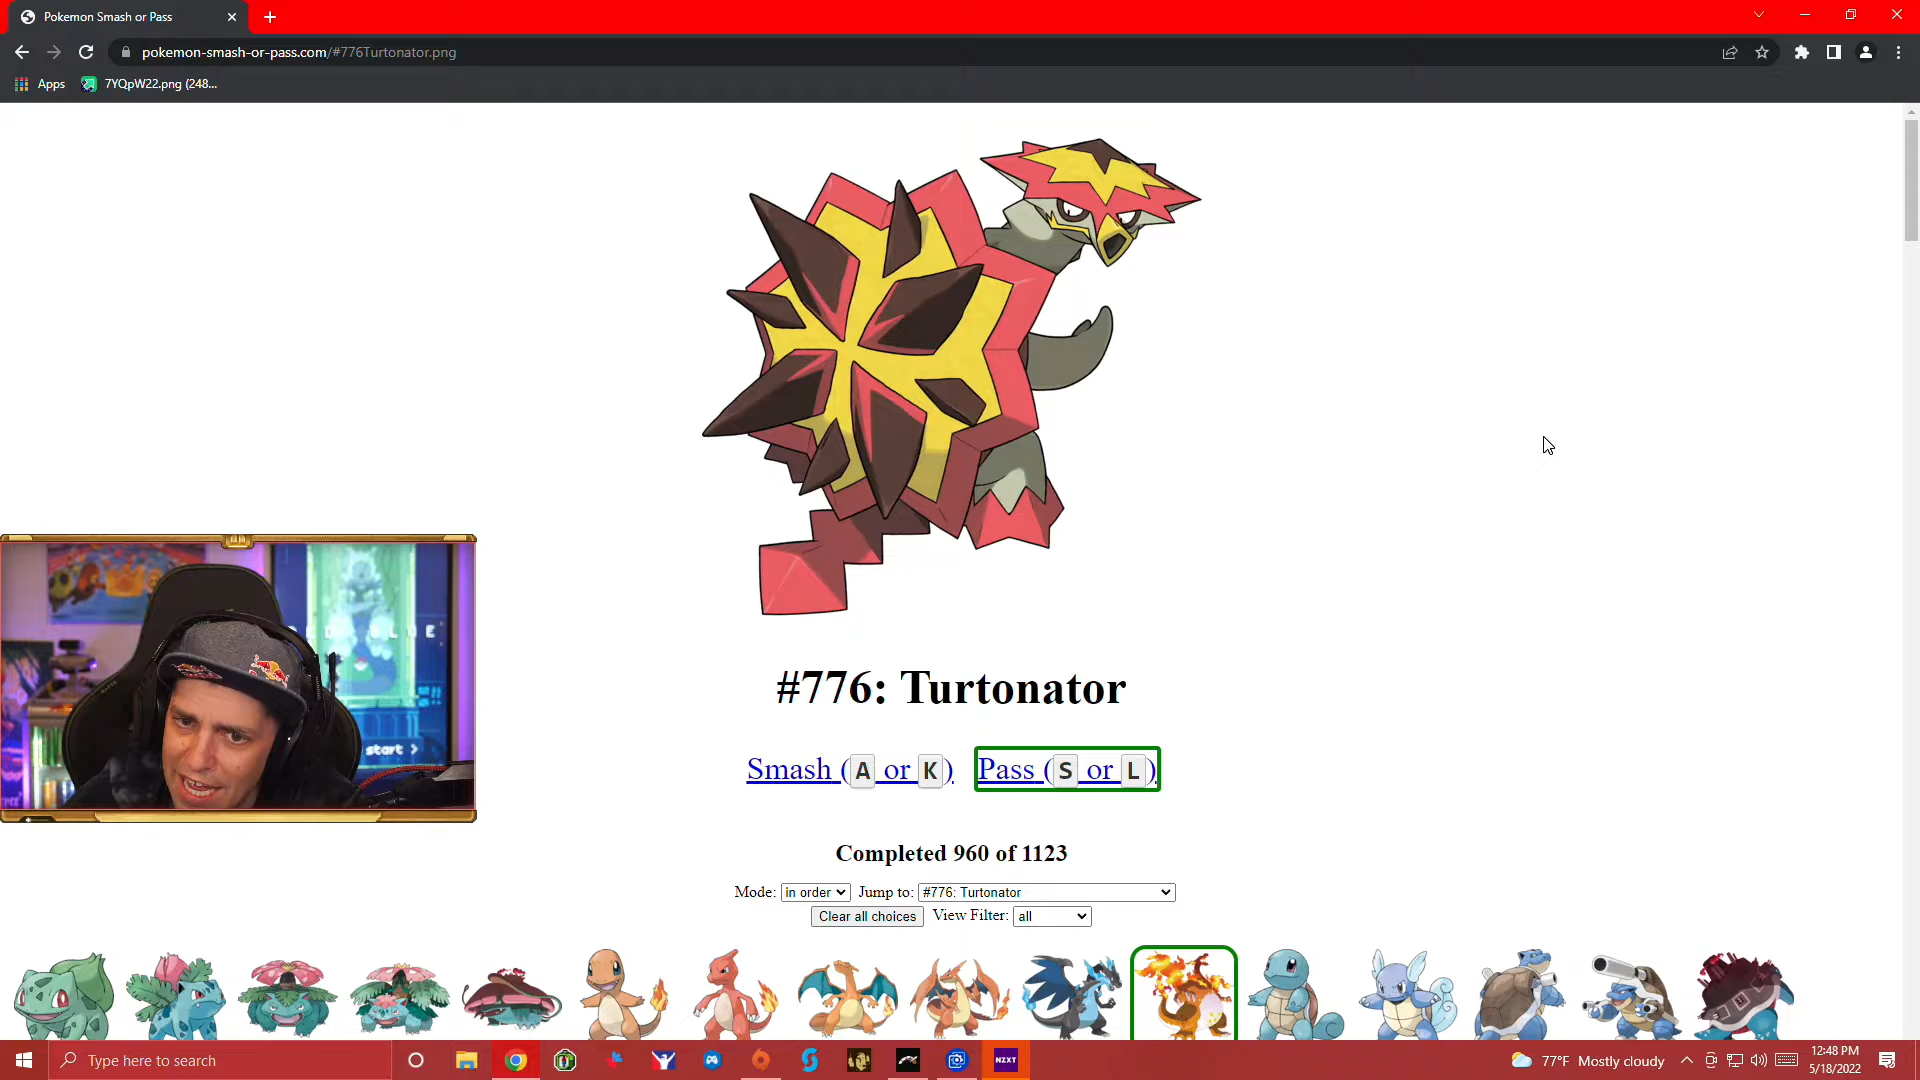 Pokemon Smash or Pass
pokemon-smash-or-pass.com/#776Turtonator.png
Apps 7YQpW22.png (248...
start >
#776: Turtonator
Smash (A or K) Pass (S or L)
Completed 960 of 1123
Mode: in order Jump to: #776: Turtonator
Clear all choices View Filter: all
Type here to search
NZXT
77°F Mostly cloudy
12:48 PM
5/18/2022